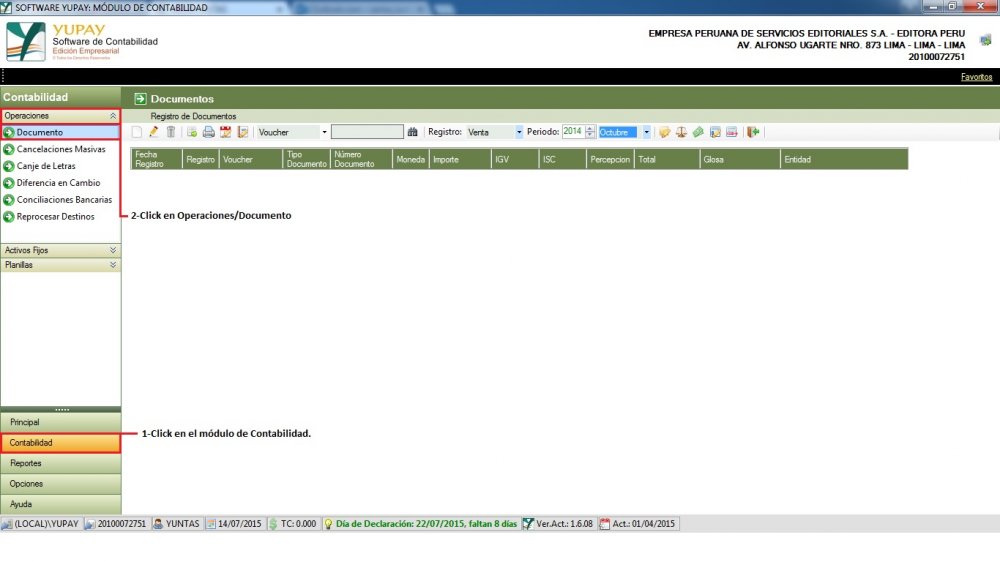 SOFTWARE YUPAY: MÓDULO DE CONTABILIDAD
YUPAY
Software de Contabilidad
Edición Empresarial
EMPRESA PERUANA DE SERVICIOS EDITORIALES S.A. - EDITORA PERU
AV. ALFONSO UGARTE NRO. 873 LIMA - LIMA - LIMA
20100072751
Favoritos
Contabilidad
Documentos
Operaciones
Registro de Documentos
Documento
Voucher Registro: Venta Periodo: 2014 Octubre
Cancelaciones Masivas
Canje de Letras
Diferencia en Cambio
Conciliaciones Bancarias
Reprocesar Destinos
Fecha Registro Registro Voucher Tipo Documento Número Documento Moneda Importe IGV ISC Percepcion Total Glosa Entidad
2-Click en Operaciones/Documento
Activos Fijos
Planillas
Principal
1-Click en el módulo de Contabilidad.
Contabilidad
Reportes
Opciones
Ayuda
(LOCAL)\YUPAY 20100072751 YUNTAS 14/07/2015 TC: 0.000 Día de Declaración: 22/07/2015, faltan 8 días Ver.Act.: 1.6.08 Act.: 01/04/2015